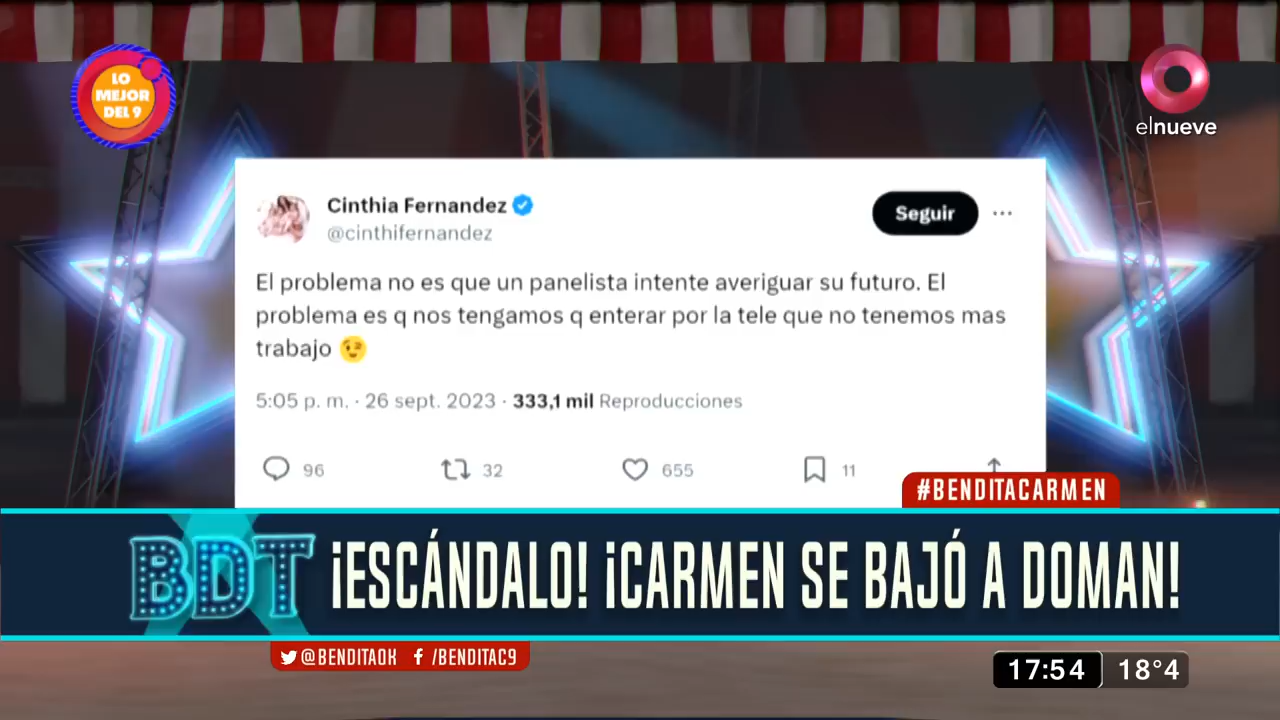 LO
MEJOR
DEL 9
elnueve
Cinthia Fernandez
@cinthifernandez
Seguir
El problema no es que un panelista intente averiguar su futuro. El
problema es q nos tengamos q enterar por la tele que no tenemos mas
trabajo 😉
5:05 p. m. · 26 sept. 2023 · 333,1 mil Reproducciones
96 32 655 11
#BENDITACARMEN
BDT
¡ESCÁNDALO! ¡CARMEN SE BAJÓ A DOMAN!
@BENDITAOK f /BENDITAC9
17:54 18°4